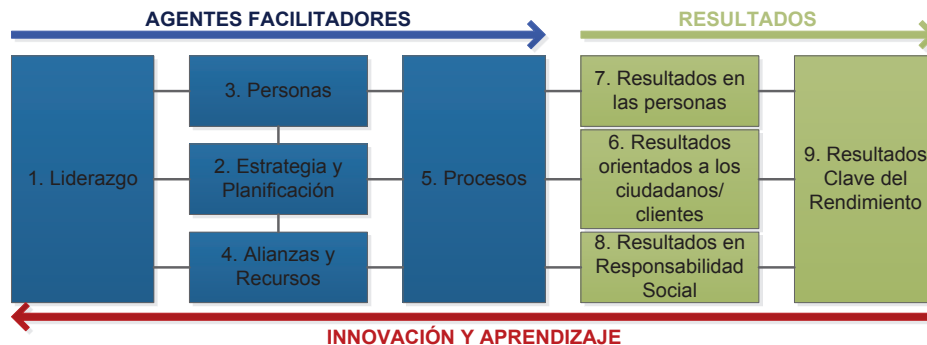 AGENTES FACILITADORES
RESULTADOS
1. Liderazgo
3. Personas
2. Estrategia y
Planificación
4. Alianzas y
Recursos
5. Procesos
7. Resultados en
las personas
6. Resultados
orientados a los
ciudadanos/
clientes
8. Resultados en
Responsabilidad
Social
9. Resultados
Clave del
Rendimiento
INNOVACIÓN Y APRENDIZAJE